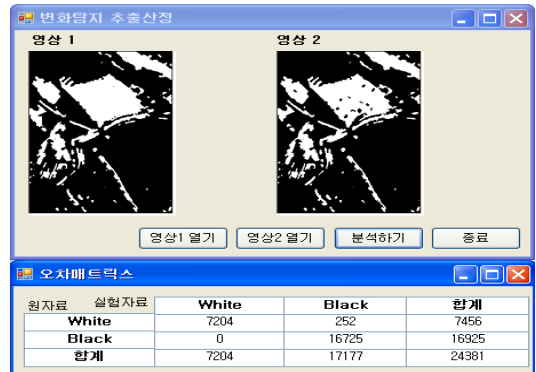 변화탐지 추출산정
영상 1 영상 2
영상1 열기 영상2 열기 분석하기 종료
오차매트릭스
원자료 실험자료 White Black 합계
White 7204 252 7456
Black 0 16725 16925
합계 7204 17177 24381